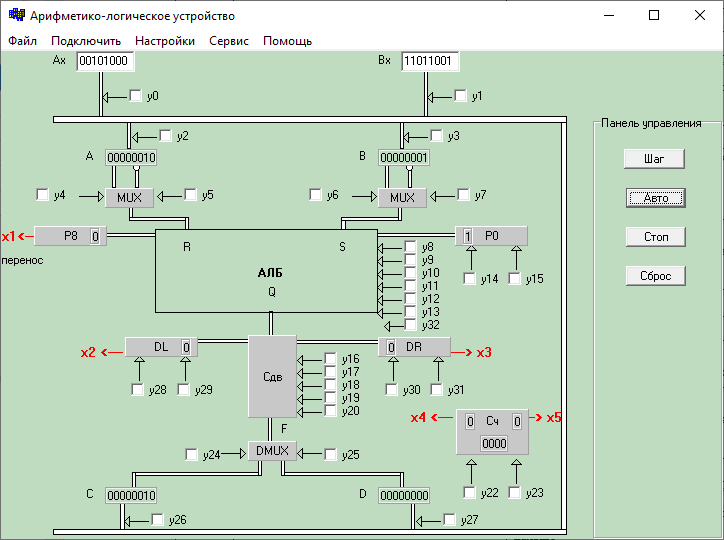 Арифметико-логическое устройство
Файл Подключить Настройки Сервис Помощь
Ax 00101000 Bx 11011001
y0 y1
Панель управления
y2 y3
A 00000010 B 00000001
Шаг
y4 MUX y5 y6 MUX y7
Авто
x1 P8 0 R S 1 P0
Стоп
y8
перенос
y9
АЛБ y10
Сброс
y14 y15
y11
Q
y12
y13
y32
x2 DL 0 0 DR x3
y16
y17
Сдв
y28 y29 y18 y30 y31
y19
y20
x4 0 Сч 0 x5
F
0000
y24 DMUX y25
C 00000010 D 00000000 y22 y23
y26 y27